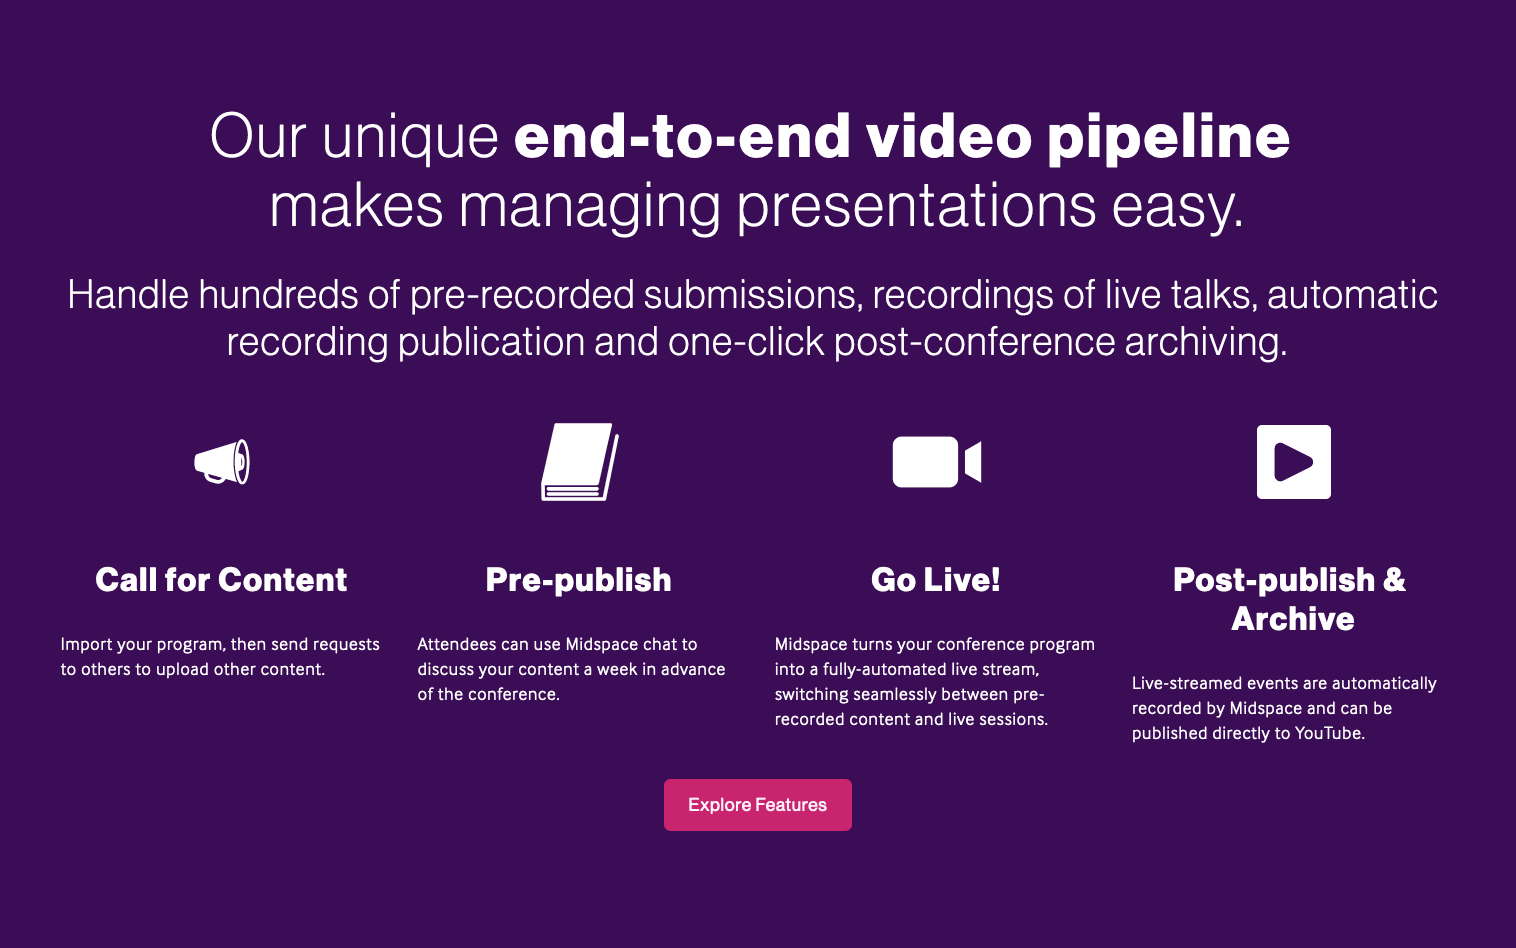 Our unique end-to-end video pipeline
makes managing presentations easy.
Handle hundreds of pre-recorded submissions, recordings of live talks, automatic
recording publication and one-click post-conference archiving.
Call for Content
Import your program, then send requests
to others to upload other content.
Pre-publish
Attendees can use Midspace chat to
discuss your content a week in advance
of the conference.
Go Live!
Midspace turns your conference program
into a fully-automated live stream,
switching seamlessly between pre-
recorded content and live sessions.
Post-publish &
Archive
Live-streamed events are automatically
recorded by Midspace and can be
published directly to YouTube.
Explore Features